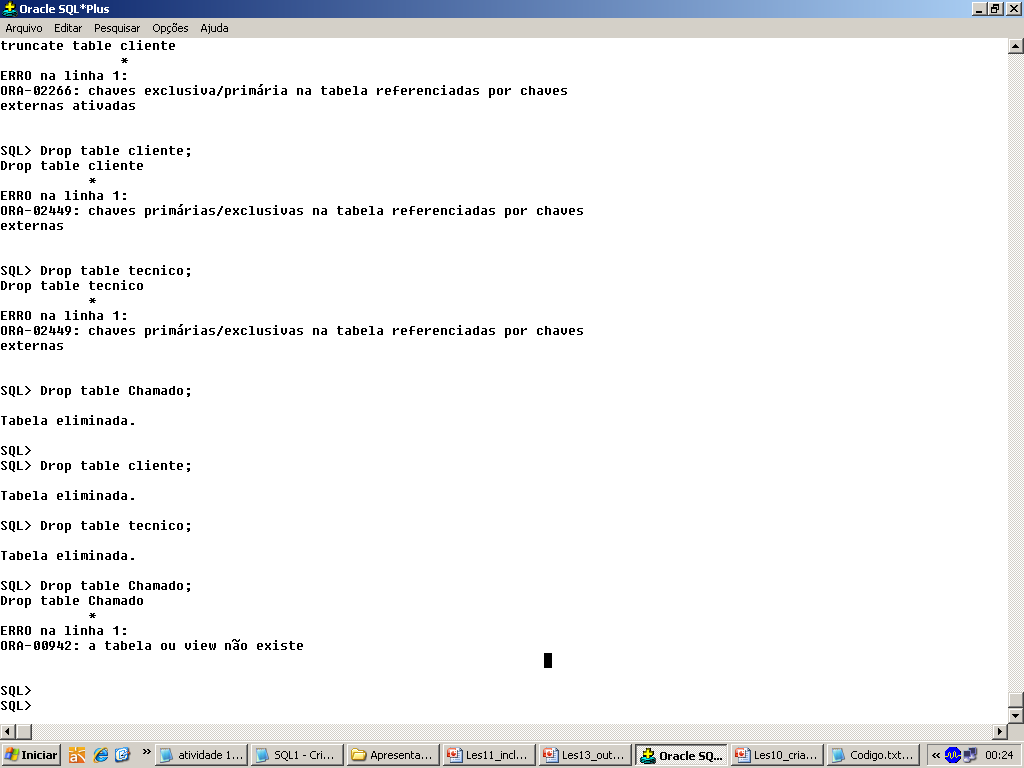 Oracle SQL*Plus
Arquivo Editar Pesquisar Opções Ajuda
truncate table cliente
*
ERRO na linha 1:
ORA-02266: chaves exclusiva/primária na tabela referenciadas por chaves
externas ativadas
SQL> Drop table cliente;
Drop table cliente
*
ERRO na linha 1:
ORA-02449: chaves primárias/exclusivas na tabela referenciadas por chaves
externas
SQL> Drop table tecnico;
Drop table tecnico
*
ERRO na linha 1:
ORA-02449: chaves primárias/exclusivas na tabela referenciadas por chaves
externas
SQL> Drop table Chamado;
Tabela eliminada.
SQL>
SQL> Drop table cliente;
Tabela eliminada.
SQL> Drop table tecnico;
Tabela eliminada.
SQL> Drop table Chamado;
Drop table Chamado
*
ERRO na linha 1:
ORA-00942: a tabela ou view não existe
SQL>
SQL>
Iniciar » atividade 1... SQL1 - Cri... Apresenta... Les11_incl... Les13_out... Oracle SQ... Les10_cria... Codigo.txt... « 00:24